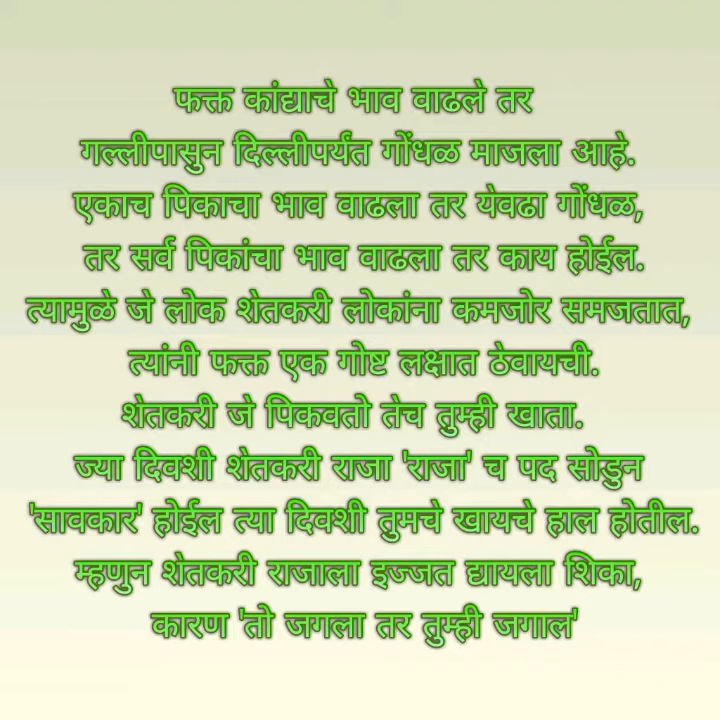 फक्त कांद्याचे भाव वाढले तर
गल्लीपासुन दिल्लीपर्यंत गोंधळ माजला आहे.
एकाच पिकाचा भाव वाढला तर येवढा गोंधळ,
तर सर्व पिकांचा भाव वाढला तर काय होईल.
त्यामुळे जे लोक शेतकरी लोकांना कमजोर समजतात,
त्यांनी फक्त एक गोष्ट लक्षात ठेवायची.
शेतकरी जे पिकवतो तेच तुम्ही खाता.
ज्या दिवशी शेतकरी राजा 'राजा' च पद सोडुन
'सावकार' होईल त्या दिवशी तुमचे खायचे हाल होतील.
म्हणुन शेतकरी राजाला इज्जत द्यायला शिका,
कारण 'तो जगला तर तुम्ही जगाल'